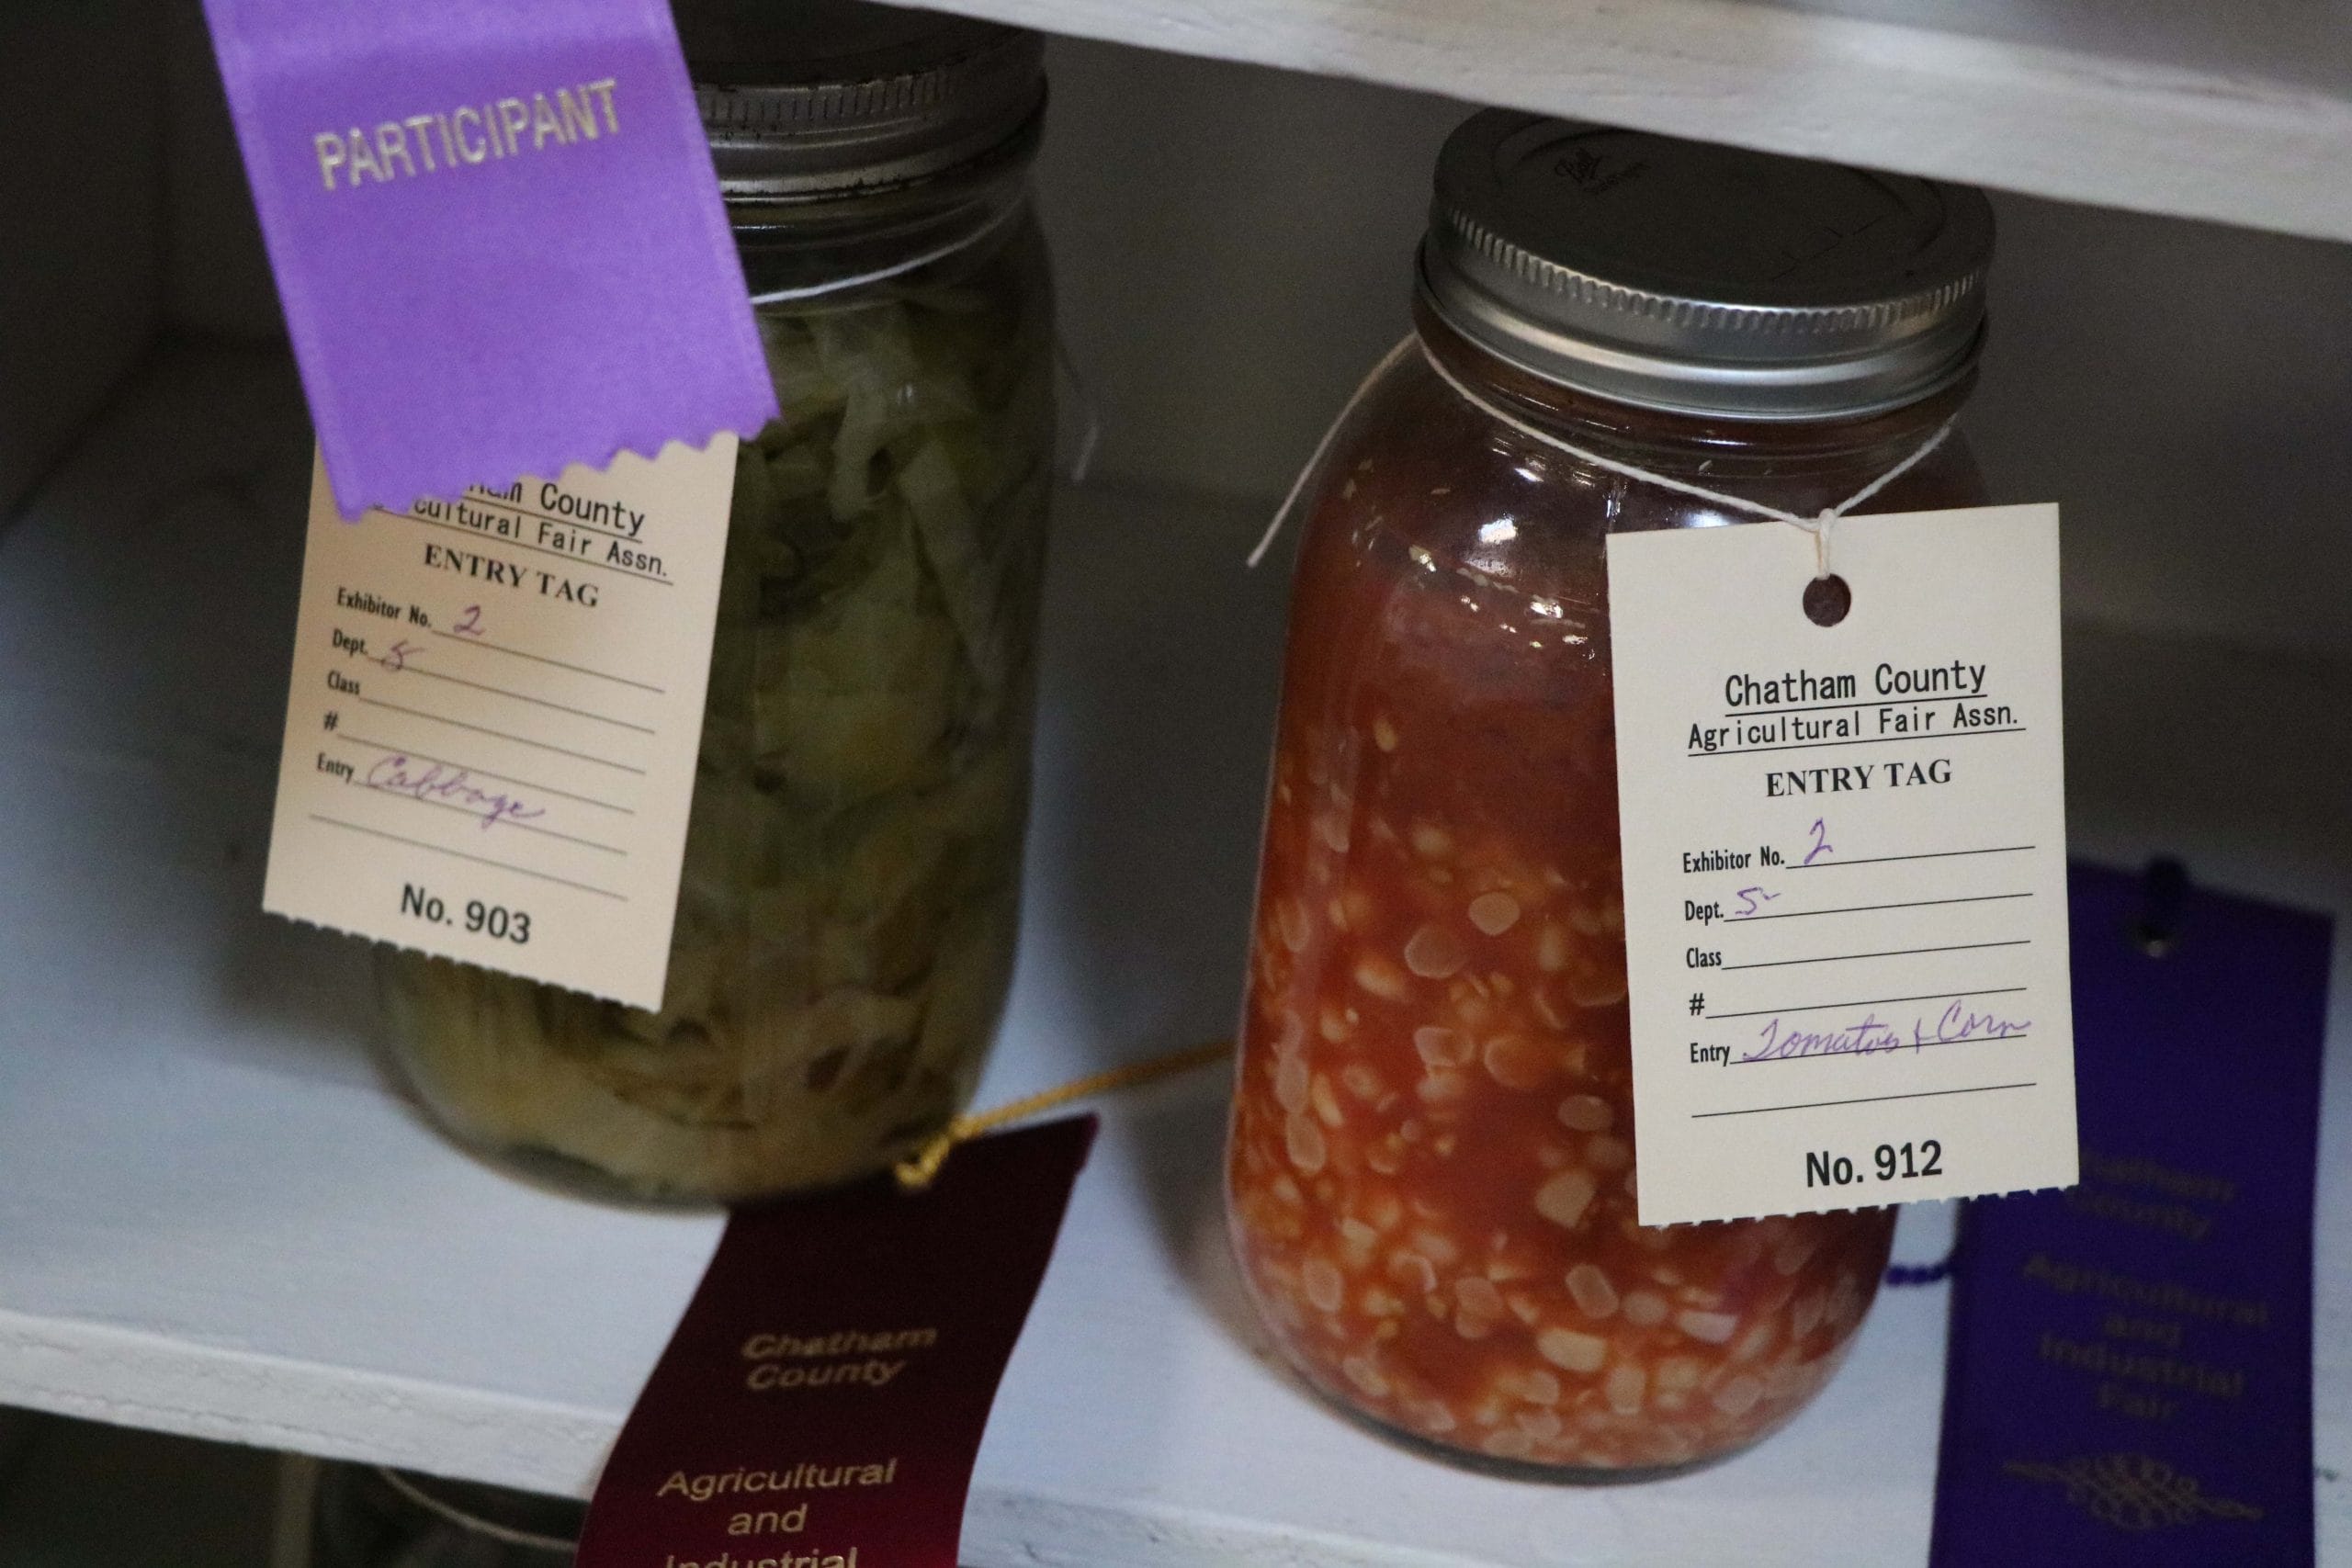 PARTICIPANT
County
cultural Fair Assn.
ENTRY TAG
Exhibitor No. 2
Dept. 5
Class
#
Entry Cabbage
No. 903
Chatham County
Agricultural Fair Assn.
ENTRY TAG
Exhibitor No. 2
Dept. 5
Class
#
Entry Tomatos & Corn
No. 912
Chatham
County
Agricultural
and
Industrial
Chatham
County
Agricultural
and
Industrial
Fair